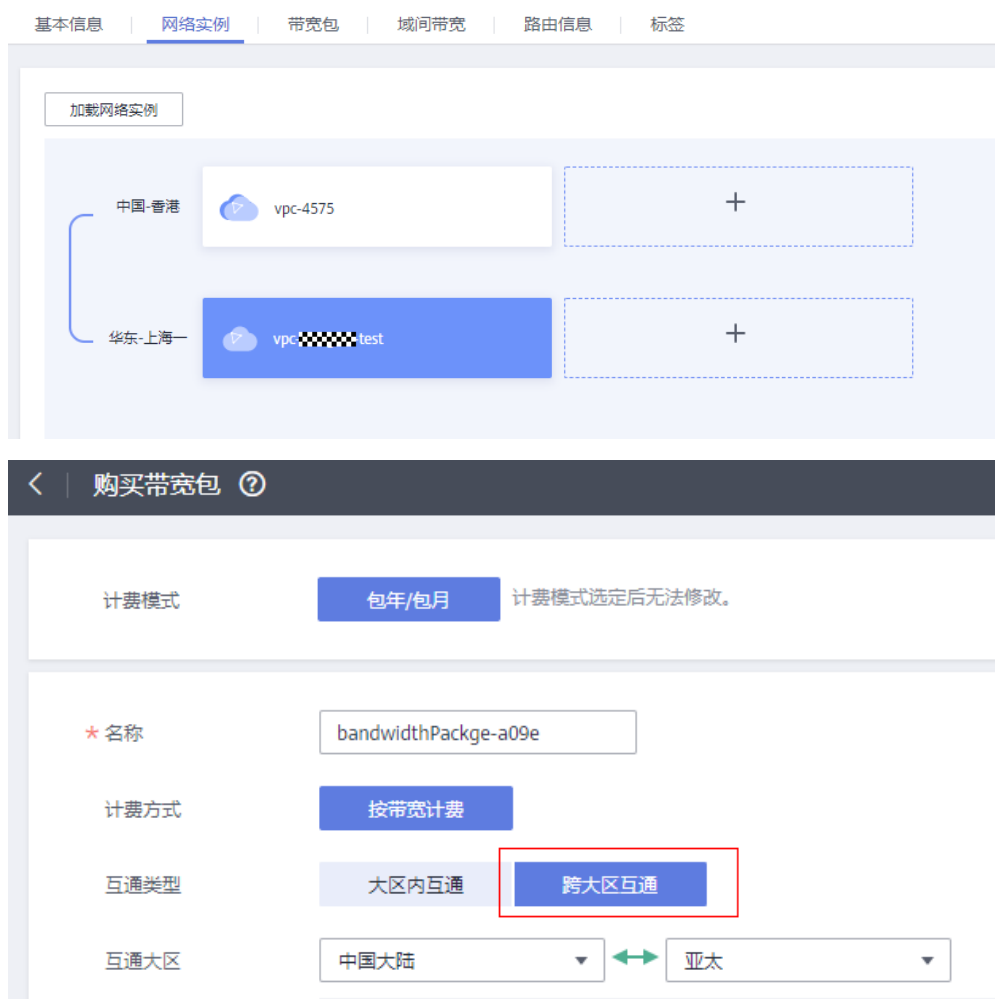 基本信息 网络实例 带宽包 域间带宽 路由信息 标签
加载网络实例
中国-香港 vpc-4575 +
华东-上海一 vpc- test +
购买带宽包 ?
计费模式 包年/包月 计费模式选定后无法修改。
* 名称 bandwidthPackge-a09e
计费方式 按带宽计费
互通类型 大区内互通 跨大区互通
互通大区 中国大陆 亚太